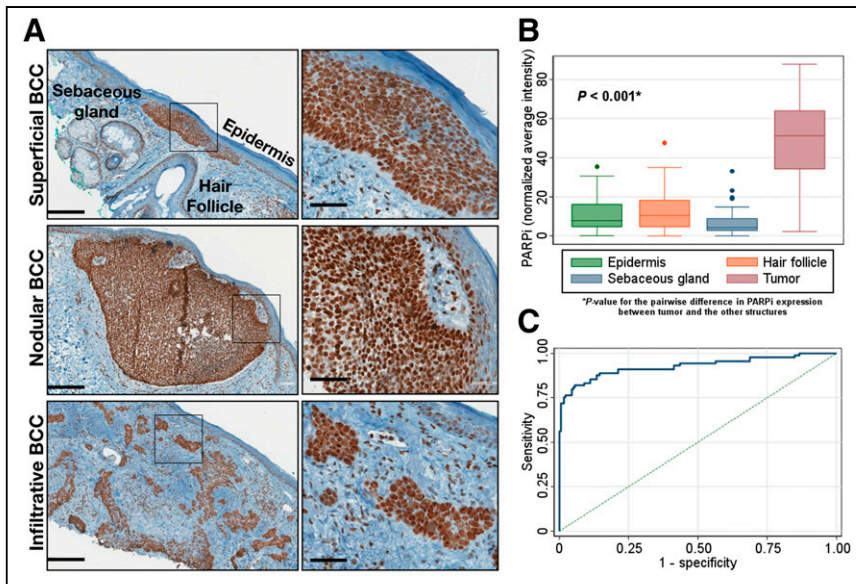 A
Superficial BCC
Sebaceous
gland
Epidermis
Hair
Follicle
Nodular BCC
Infiltrative BCC
B
PARPi (normalized average intensity)
80
60
40
20
0
P < 0.001*
Epidermis
Hair follicle
Sebaceous gland
Tumor
*P-value for the pairwise difference in PARPi expression
between tumor and the other structures
C
Sensitivity
1.00
0.75
0.50
0.25
0
0
0.25
0.50
0.75
1.00
1 - specificity